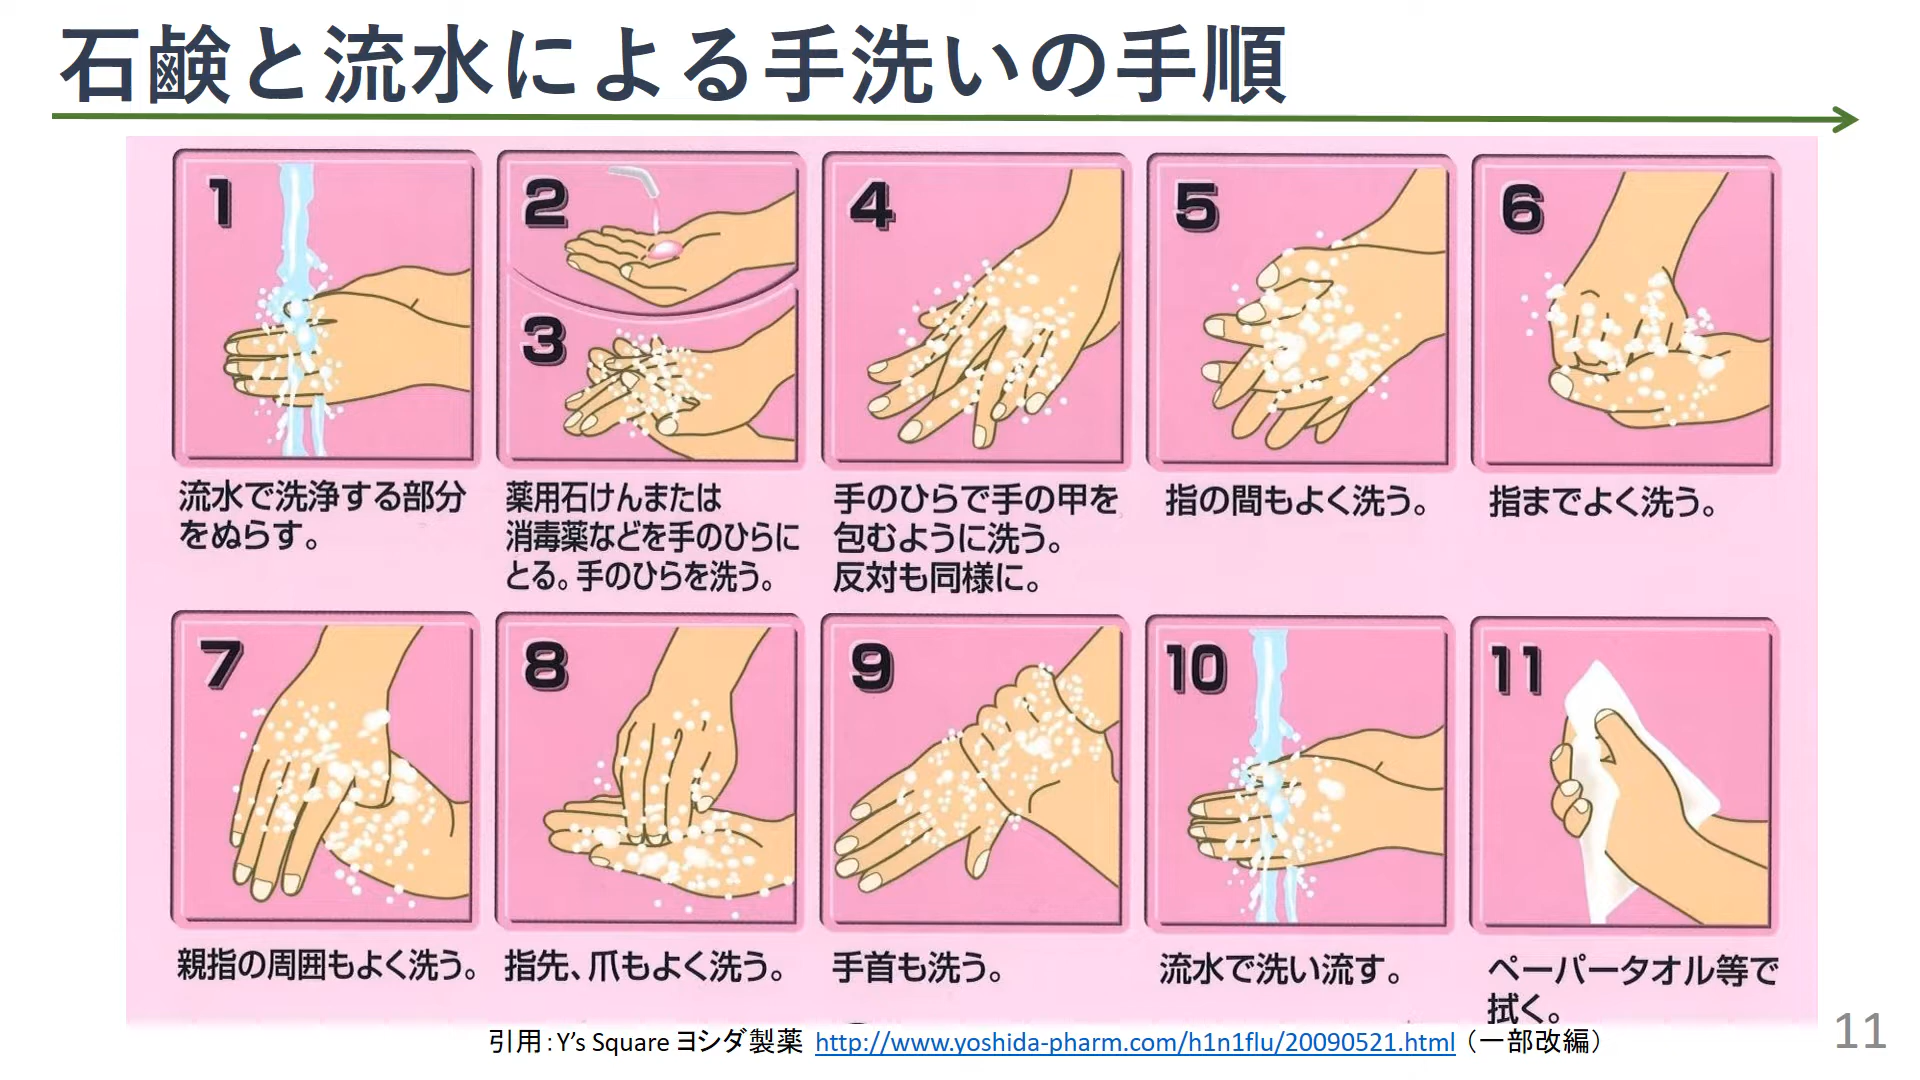 石鹸と流水による手洗いの手順
1
流水で洗浄する部分
をぬらす。
2
3
薬用石けんまたは
消毒薬などを手のひらに
とる。手のひらを洗う。
4
手のひらで手の甲を
包むように洗う。
反対も同様に。
5
指の間もよく洗う。
6
指までよく洗う。
7
親指の周囲もよく洗う。
8
指先、爪もよく洗う。
9
手首も洗う。
10
流水で洗い流す。
11
ペーパータオル等で
拭く。
引用：Y's Square ヨシダ製薬 http://www.yoshida-pharm.com/h1n1flu/20090521.html （一部改編）
11